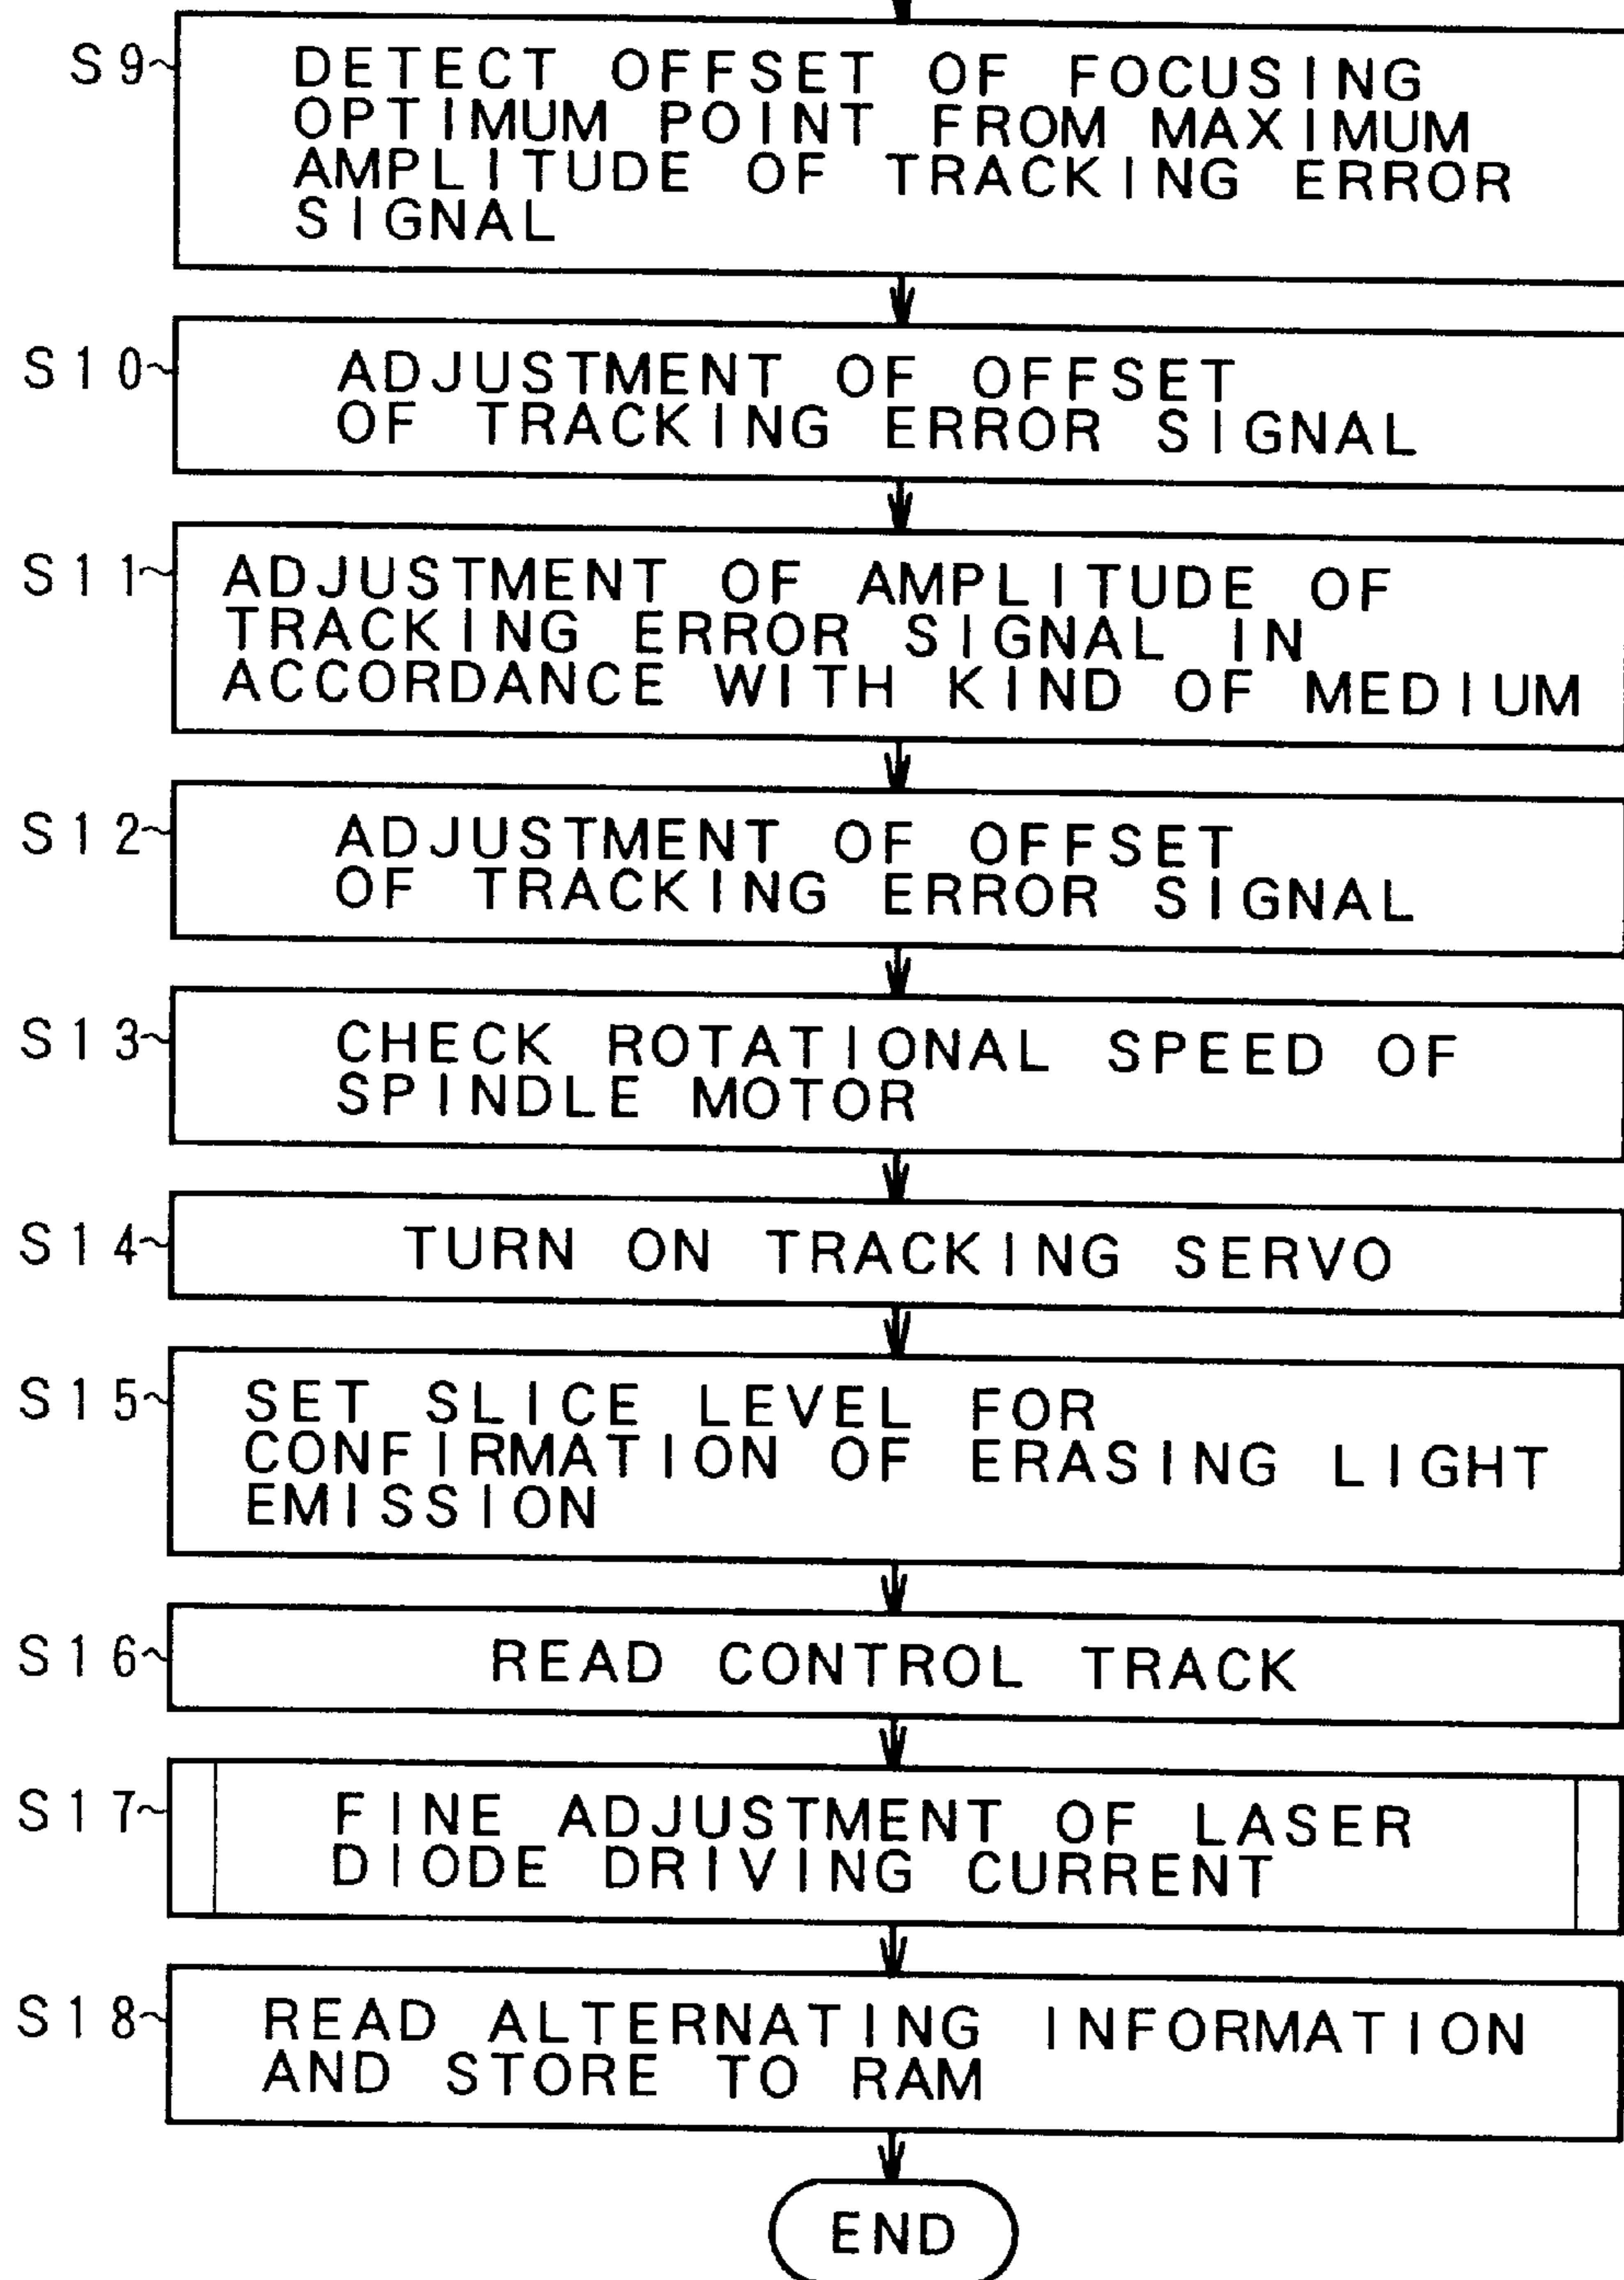 S9 DETECT OFFSET OF FOCUSING
OPTIMUM POINT FROM MAXIMUM
AMPLITUDE OF TRACKING ERROR
SIGNAL
S10 ADJUSTMENT OF OFFSET
OF TRACKING ERROR SIGNAL
S11 ADJUSTMENT OF AMPLITUDE OF
TRACKING ERROR SIGNAL IN
ACCORDANCE WITH KIND OF MEDIUM
S12 ADJUSTMENT OF OFFSET
OF TRACKING ERROR SIGNAL
S13 CHECK ROTATIONAL SPEED OF
SPINDLE MOTOR
S14 TURN ON TRACKING SERVO
S15 SET SLICE LEVEL FOR
CONFIRMATION OF ERASING LIGHT
EMISSION
S16 READ CONTROL TRACK
S17 FINE ADJUSTMENT OF LASER
DIODE DRIVING CURRENT
S18 READ ALTERNATING INFORMATION
AND STORE TO RAM
END